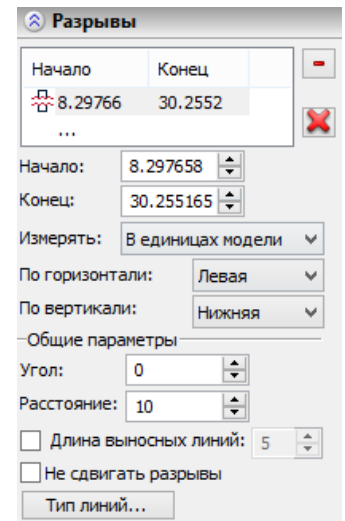 Разрывы
Начало Конец
8.29766 30.2552
...
Начало: 8.297658
Конец: 30.255165
Измерять: В единицах модели
По горизонтали: Левая
По вертикали: Нижняя
Общие параметры
Угол: 0
Расстояние: 10
Длина выносных линий: 5
Не сдвигать разрывы
Тип линий...